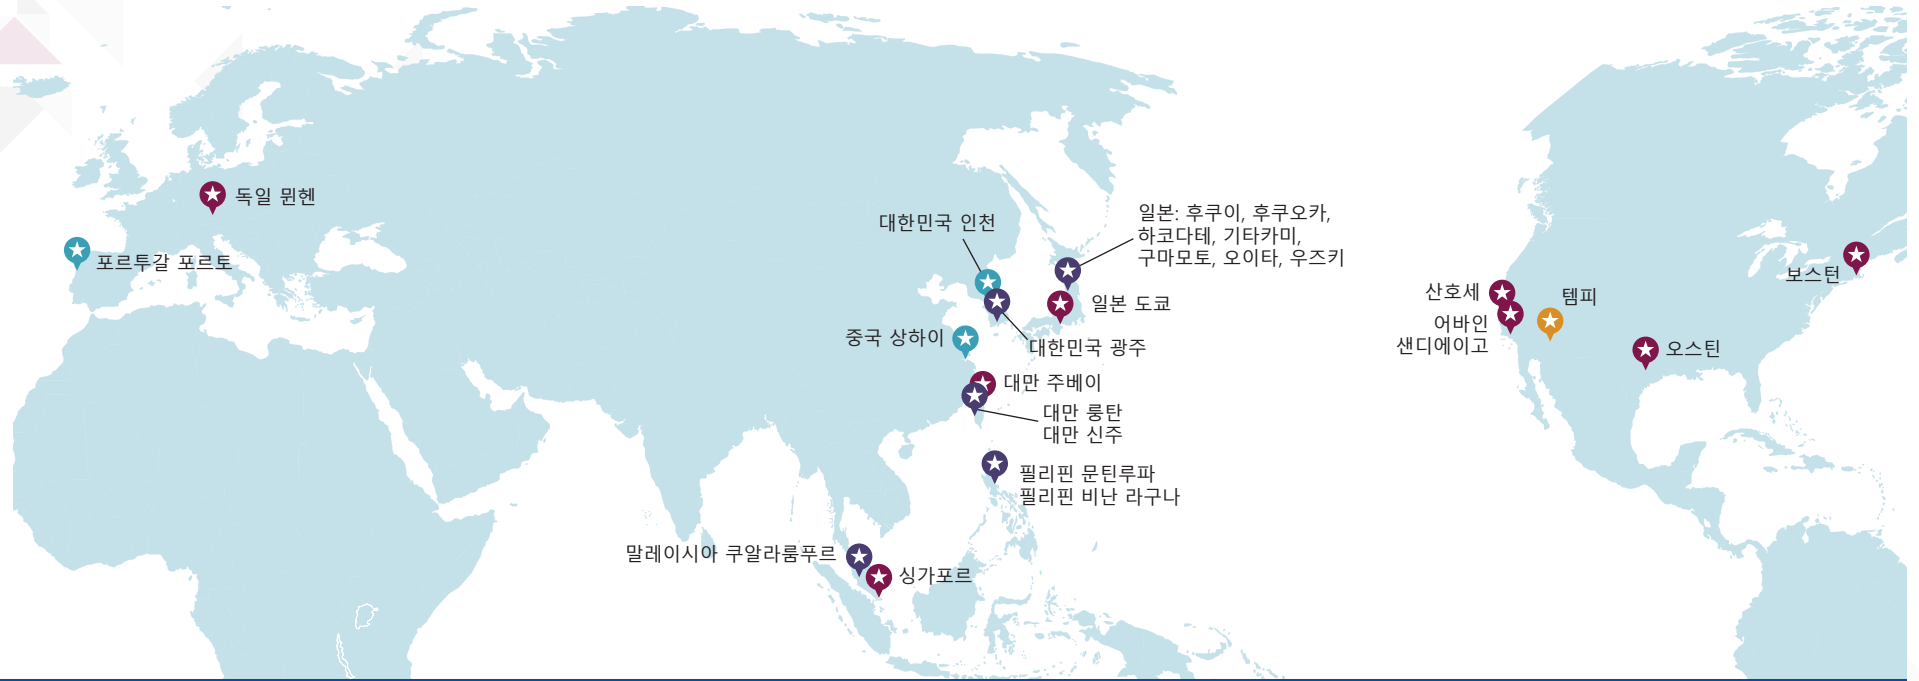 독일 뮌헨
포르투갈 포르토
대한민국 인천
일본: 후쿠이, 후쿠오카,
하코다테, 기타카미,
구마모토, 오이타, 우즈키
일본 도쿄
중국 상하이
대한민국 광주
대만 주베이
대만 룽탄
대만 신주
필리핀 문틴루파
필리핀 비난 라구나
말레이시아 쿠알라룸푸르
싱가포르
산호세
어바인
샌디에이고
템피
오스틴
보스턴